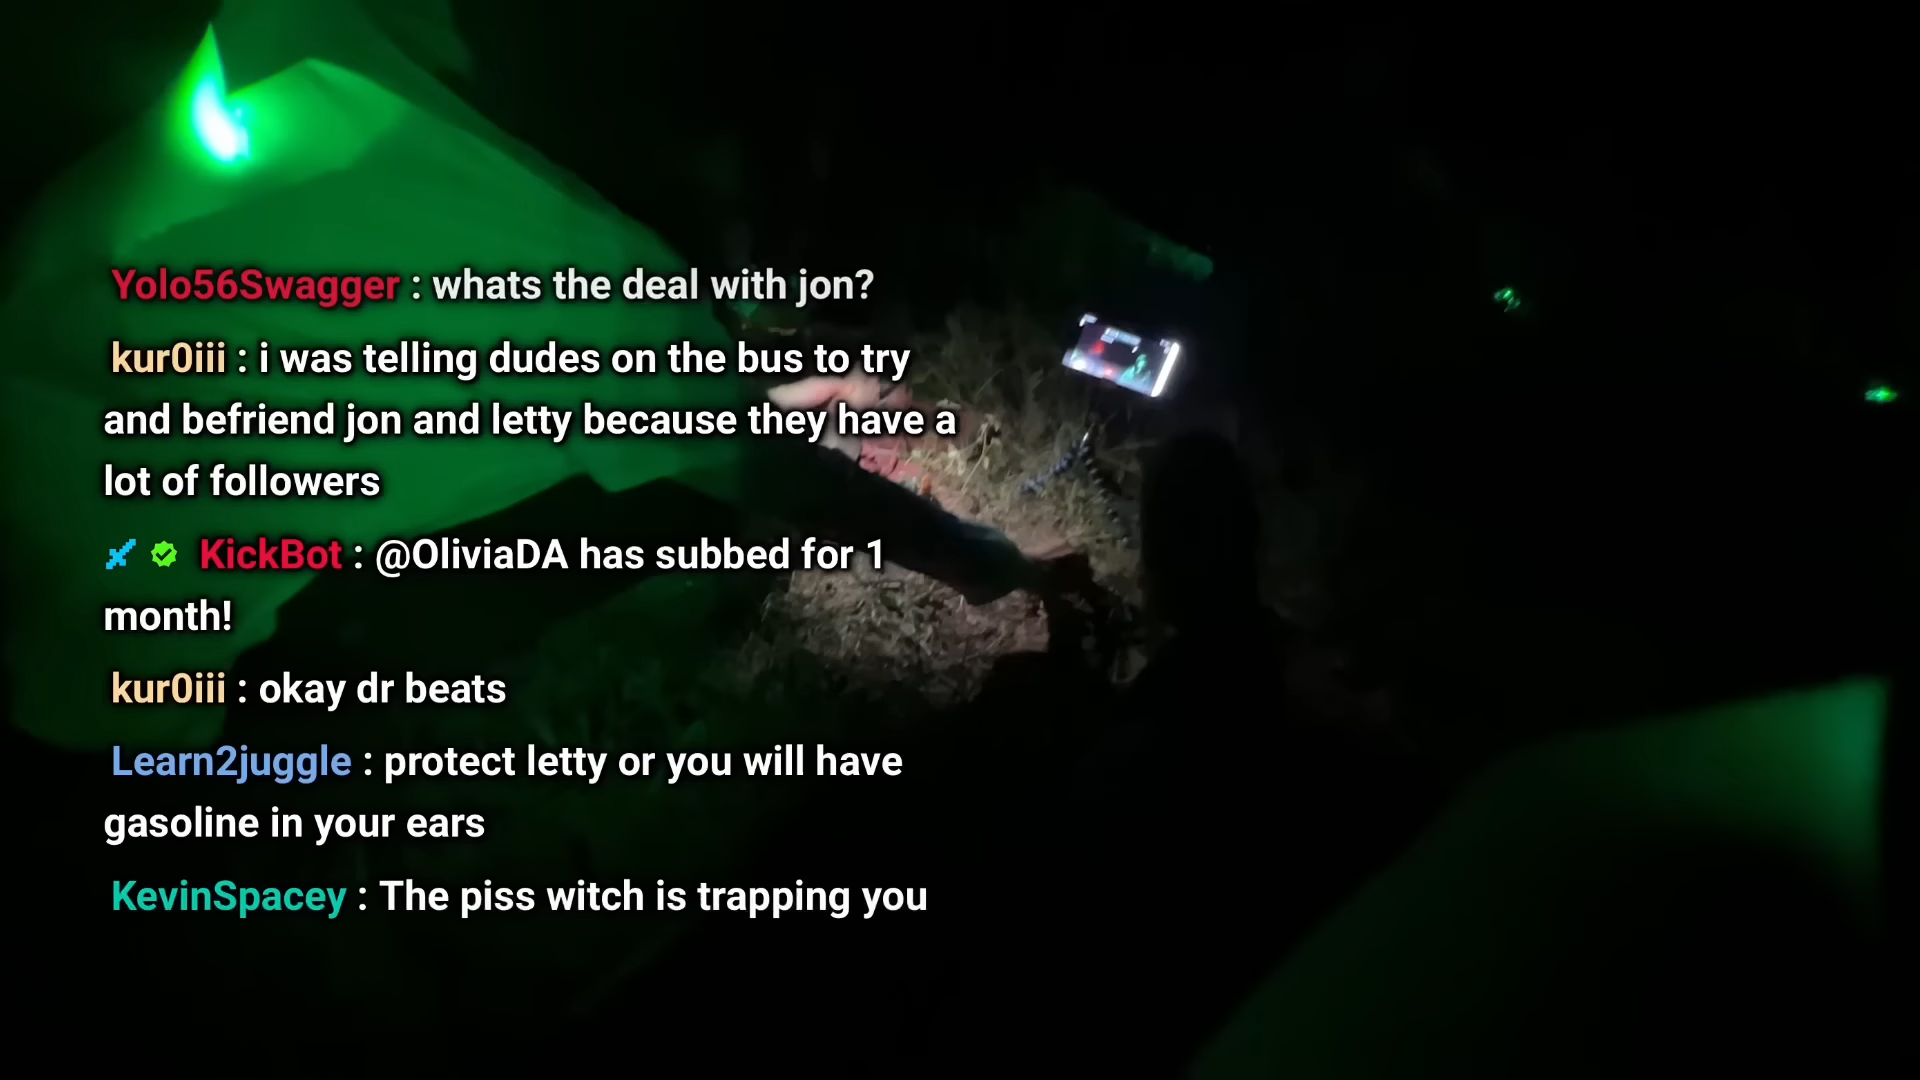 Yolo56Swagger : whats the deal with jon?
kur0iii : i was telling dudes on the bus to try
and befriend jon and letty because they have a
lot of followers
KickBot : @OliviaDA has subbed for 1
month!
kur0iii : okay dr beats
Learn2juggle : protect letty or you will have
gasoline in your ears
KevinSpacey : The piss witch is trapping you